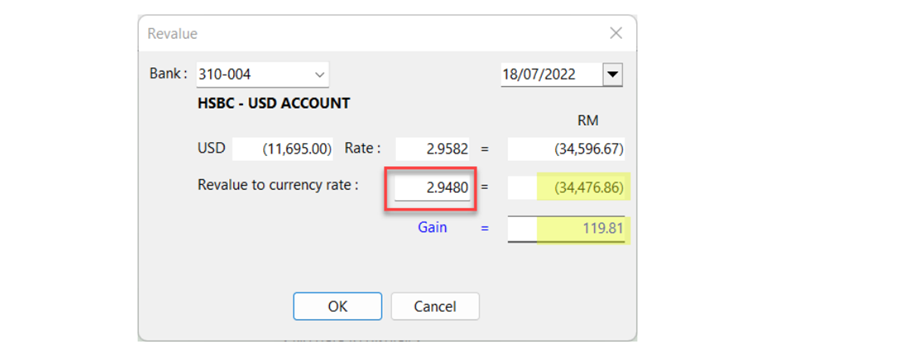 Revalue
Bank : 310-004 18/07/2022
HSBC - USD ACCOUNT
RM
USD (11,695.00) Rate : 2.9582 = (34,596.67)
Revalue to currency rate : 2.9480 = (34,476.86)
Gain = 119.81
OK Cancel